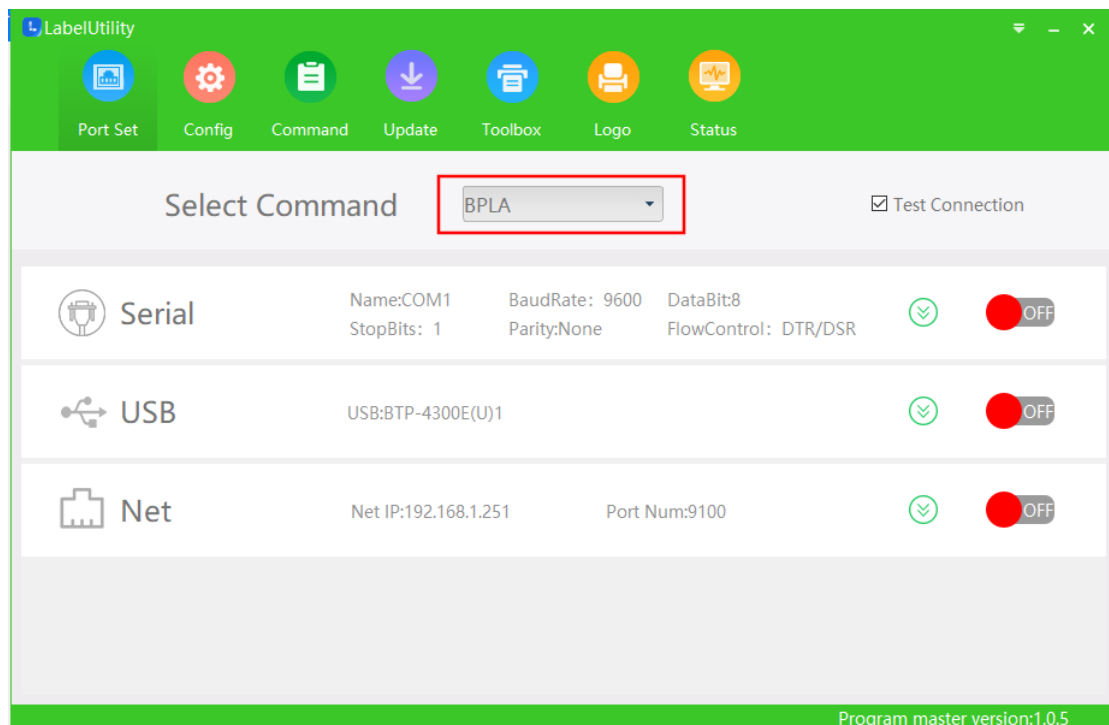 LabelUtility
Port Set Config Command Update Toolbox Logo Status
Select Command BPLA Test Connection
Serial
Name:COM1 BaudRate: 9600 DataBit:8
StopBits: 1 Parity:None FlowControl: DTR/DSR
OFF
USB USB:BTP-4300E(U)1 OFF
Net Net IP:192.168.1.251 Port Num:9100 OFF
Program master version:1.0.5